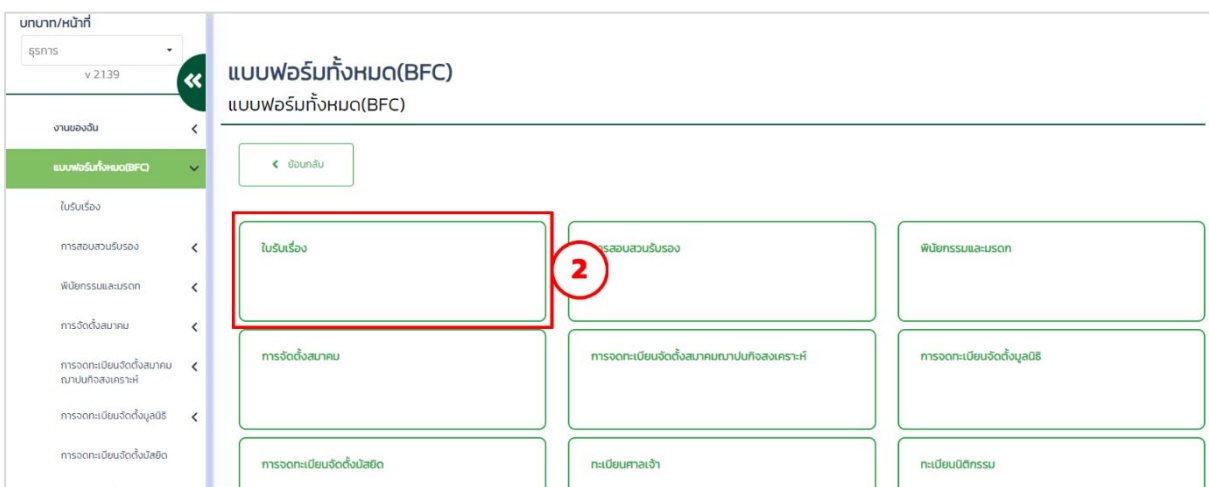 บทบาท/หน้าที่
ธุรการ
v 2.1.39
งานของฉัน
แบบฟอร์มทั้งหมด(BFC)
ใบรับเรื่อง
การสอบสวนรับรอง
พินัยกรรมและมรดก
การจัดตั้งสมาคม
การจดทะเบียนจัดตั้งสมาคม
ฌาปนกิจสงเคราะห์
การจดทะเบียนจัดตั้งมูลนิธิ
การจดทะเบียนจัดตั้งมัสยิด
แบบฟอร์มทั้งหมด(BFC)
แบบฟอร์มทั้งหมด(BFC)
ย้อนกลับ
ใบรับเรื่อง
2
การสอบสวนรับรอง
พินัยกรรมและมรดก
การจัดตั้งสมาคม
การจดทะเบียนจัดตั้งสมาคมฌาปนกิจสงเคราะห์
การจดทะเบียนจัดตั้งมูลนิธิ
การจดทะเบียนจัดตั้งมัสยิด
ทะเบียนศาลเจ้า
ทะเบียนนิติกรรม